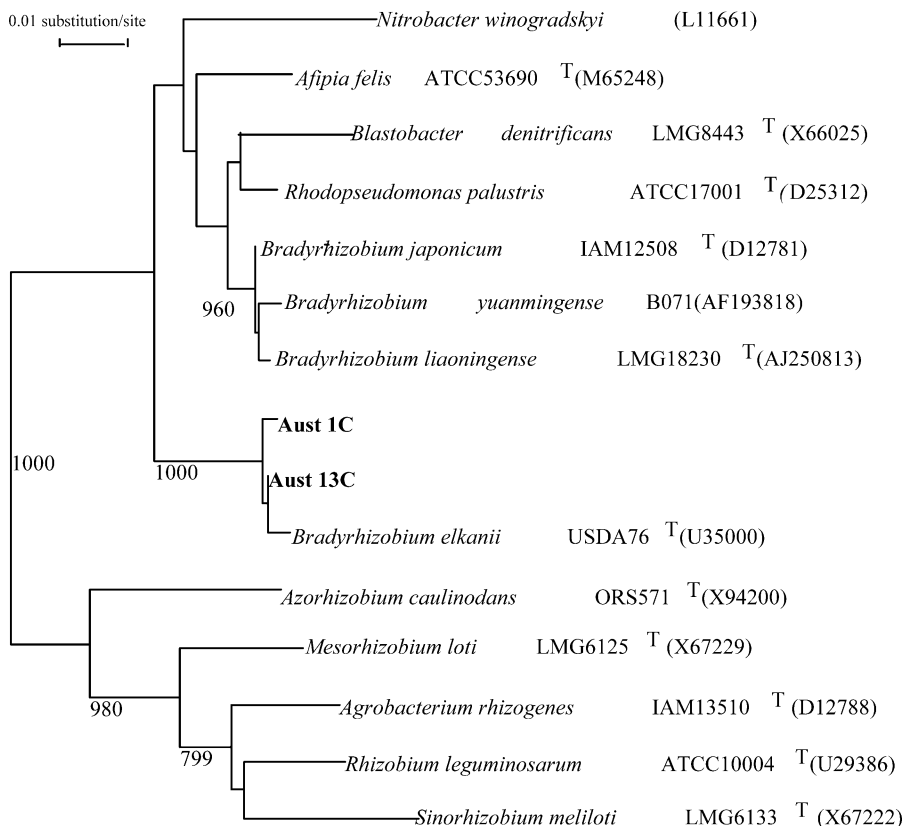 0.01 substitution/site
Nitrobacter winogradskyi (L11661)
Afipia felis ATCC53690 T(M65248)
Blastobacter denitrificans LMG8443 T (X66025)
Rhodopseudomonas palustris ATCC17001 T(D25312)
Bradyrhizobium japonicum IAM12508 T (D12781)
960
Bradyrhizobium yuanmingense B071(AF193818)
Bradyrhizobium liaoningense LMG18230 T(AJ250813)
Aust 1C
1000
1000
Aust 13C
Bradyrhizobium elkanii USDA76 T(U35000)
Azorhizobium caulinodans ORS571 T(X94200)
Mesorhizobium loti LMG6125 T (X67229)
980
Agrobacterium rhizogenes IAM13510 T (D12788)
799
Rhizobium leguminosarum ATCC10004 T(U29386)
Sinorhizobium meliloti LMG6133 T (X67222)